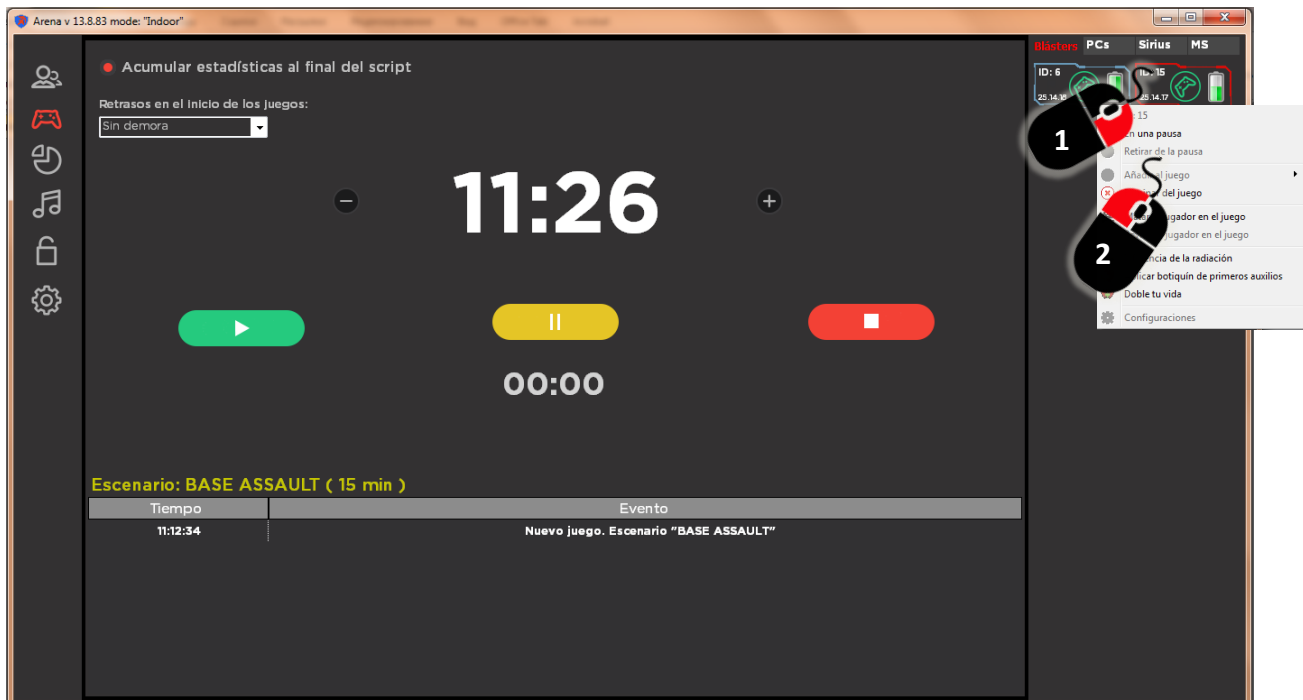 Arena v 13.8.83 mode: "Indoor"
Blásters PCs Sirius MS
Acumular estadísticas al final del script
ID: 6
25.14.16
ID: 15
25.14.17
Retrasos en el inicio de los juegos:
Sin demora
11:26
00:00
15
En una pausa
Retirar de la pausa
Añadir al juego
del juego
jugador en el juego
jugador en el juego
de la radiación
botiquín de primeros auxilios
Doble tu vida
Configuraciones
1
2
Escenario: BASE ASSAULT ( 15 min )
Tiempo Evento
11:12:34 Nuevo juego. Escenario "BASE ASSAULT"